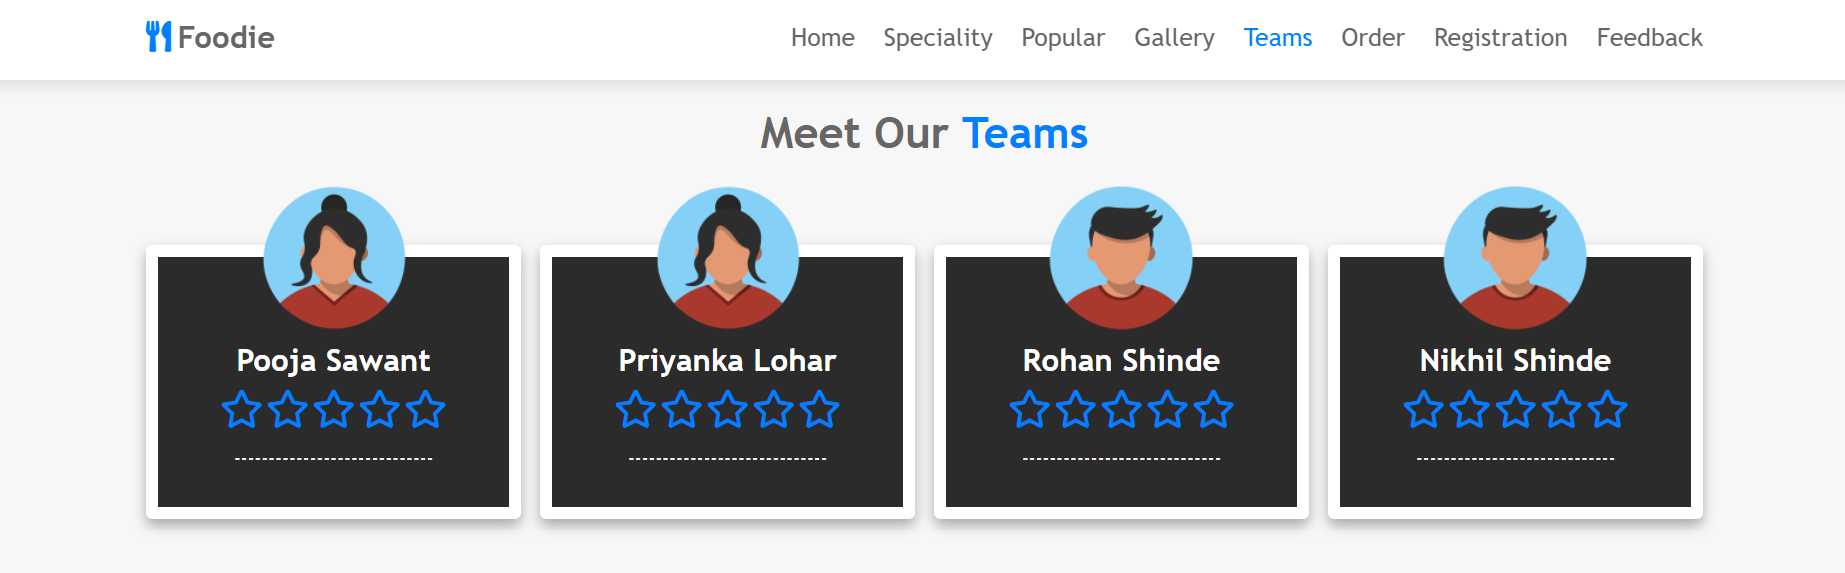 Foodie
Home Speciality Popular Gallery Teams Order Registration Feedback
Meet Our Teams
Pooja Sawant
-----------------------------
Priyanka Lohar
-----------------------------
Rohan Shinde
-----------------------------
Nikhil Shinde
-----------------------------